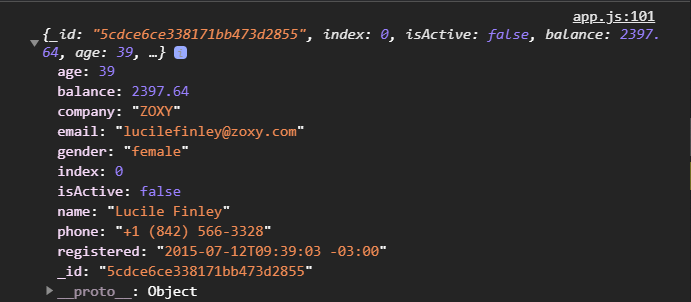 app.js:101
{_id: "5cdce6ce338171bb473d2855", index: 0, isActive: false, balance: 2397.
64, age: 39, …}
age: 39
balance: 2397.64
company: "ZOXY"
email: "lucilefinley@zoxy.com"
gender: "female"
index: 0
isActive: false
name: "Lucile Finley"
phone: "+1 (842) 566-3328"
registered: "2015-07-12T09:39:03 -03:00"
_id: "5cdce6ce338171bb473d2855"
__proto__: Object